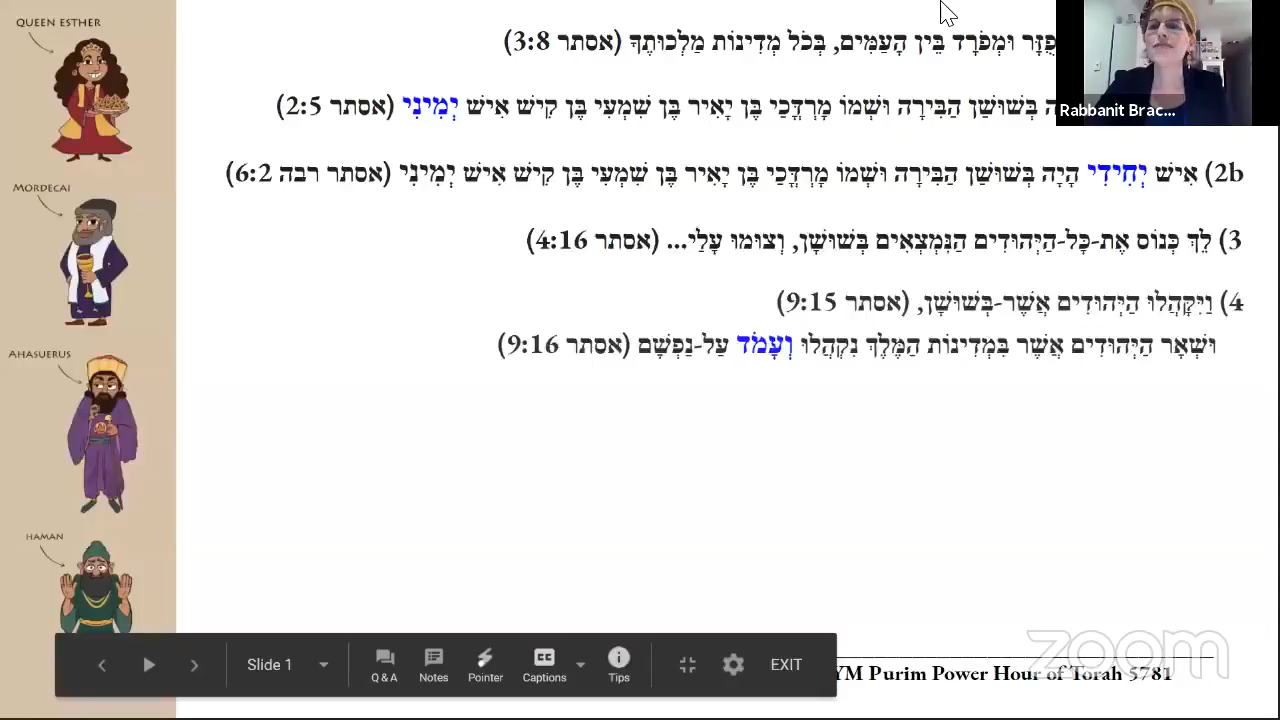 QUEEN ESTHER
MORDECAI
AHASUERUS
HAMAN
וּמְפֹרָד בֵּין הָעַמִּים, בְּכֹל מְדִינוֹת מַלְכוּתֶךָ (אסתר 3:8)
בְּשׁוּשַׁן הַבִּירָה וּשְׁמוֹ מָרְדֳּכַי בֶּן יָאִיר בֶּן שִׁמְעִי בֶּן קִישׁ אִישׁ יְמִינִי (אסתר 2:5)
2b) אִישׁ יְחִידִי הָיָה בְּשׁוּשַׁן הַבִּירָה וּשְׁמוֹ מָרְדֳּכַי בֶּן יָאִיר בֶּן שִׁמְעִי בֶּן קִישׁ אִישׁ יְמִינִי (אסתר רבה 6:2)
3) לֵךְ כְּנוֹס אֶת-כָּל-הַיְּהוּדִים הַנִּמְצְאִים בְּשׁוּשָׁן, וְצוּמוּ עָלַי... (אסתר 4:16)
4) וַיִּקָּהֲלוּ הַיְּהוּדִים אֲשֶׁר-בְּשׁוּשָׁן, (אסתר 9:15)
וּשְׁאָר הַיְּהוּדִים אֲשֶׁר בִּמְדִינוֹת הַמֶּלֶךְ נִקְהֲלוּ וְעָמֹד עַל-נַפְשָׁם (אסתר 9:16)
Rabbanit Brac...
Slide 1
Q & A
Notes
Pointer
CC
Captions
Tips
EXIT
zoom
YM Purim Power Hour of Torah 5781